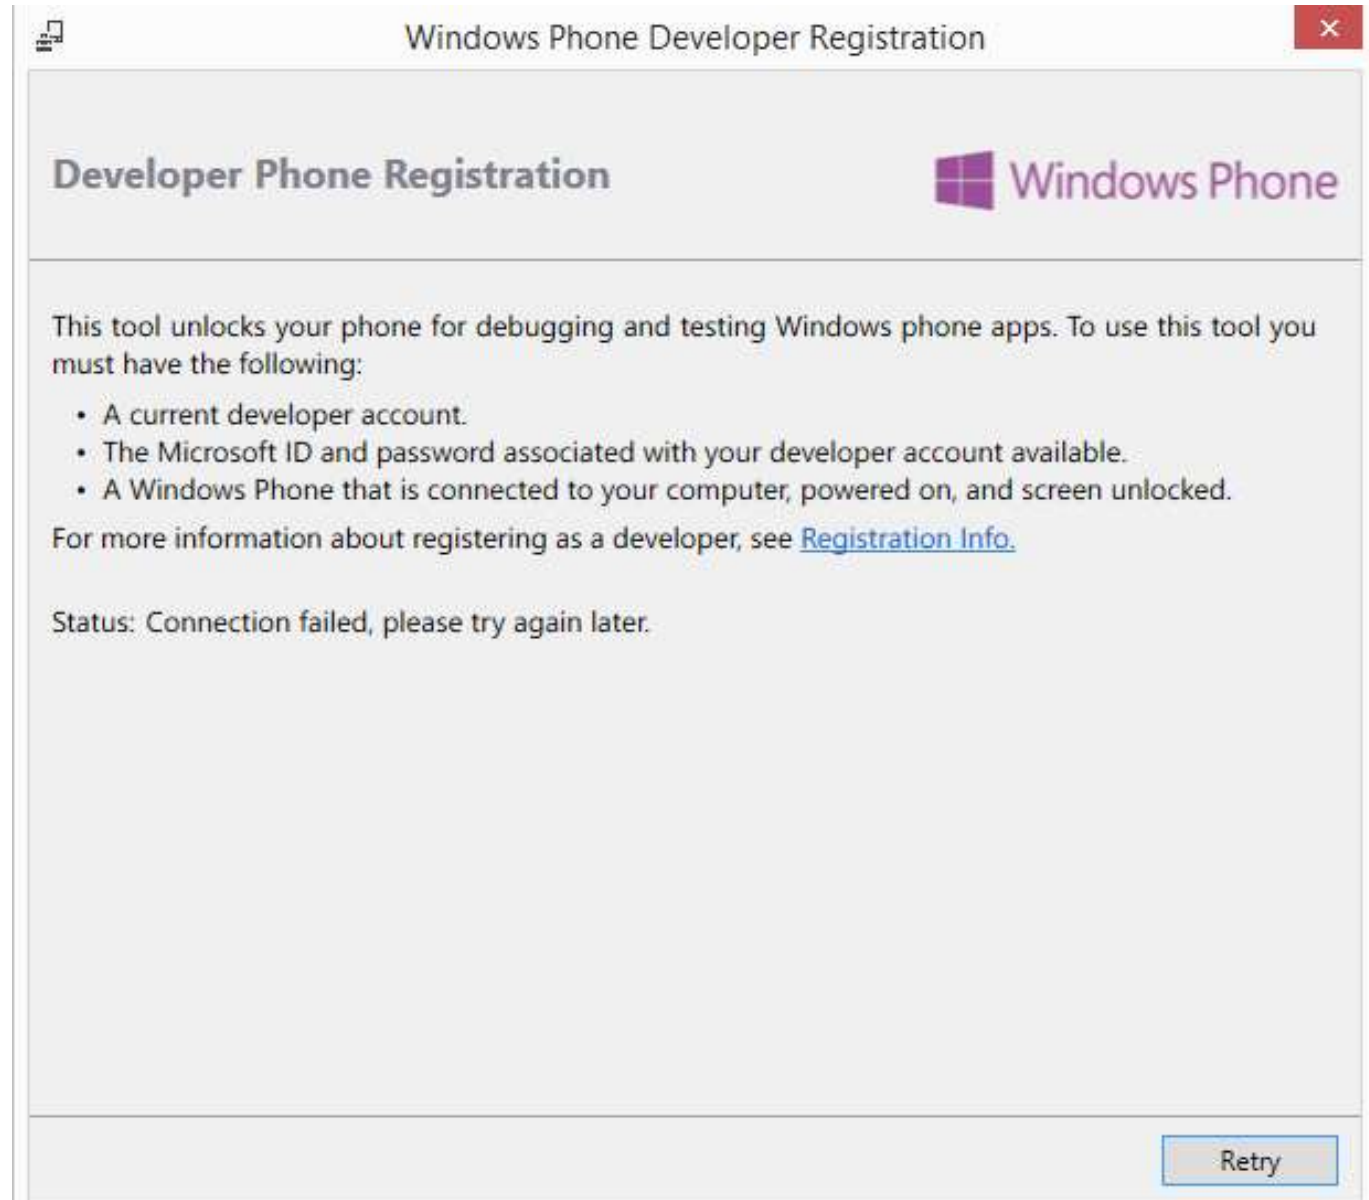 Windows Phone Developer Registration
Developer Phone Registration
Windows Phone
This tool unlocks your phone for debugging and testing Windows phone apps. To use this tool you
must have the following:
• A current developer account.
• The Microsoft ID and password associated with your developer account available.
• A Windows Phone that is connected to your computer, powered on, and screen unlocked.
For more information about registering as a developer, see Registration Info.
Status: Connection failed, please try again later.
Retry